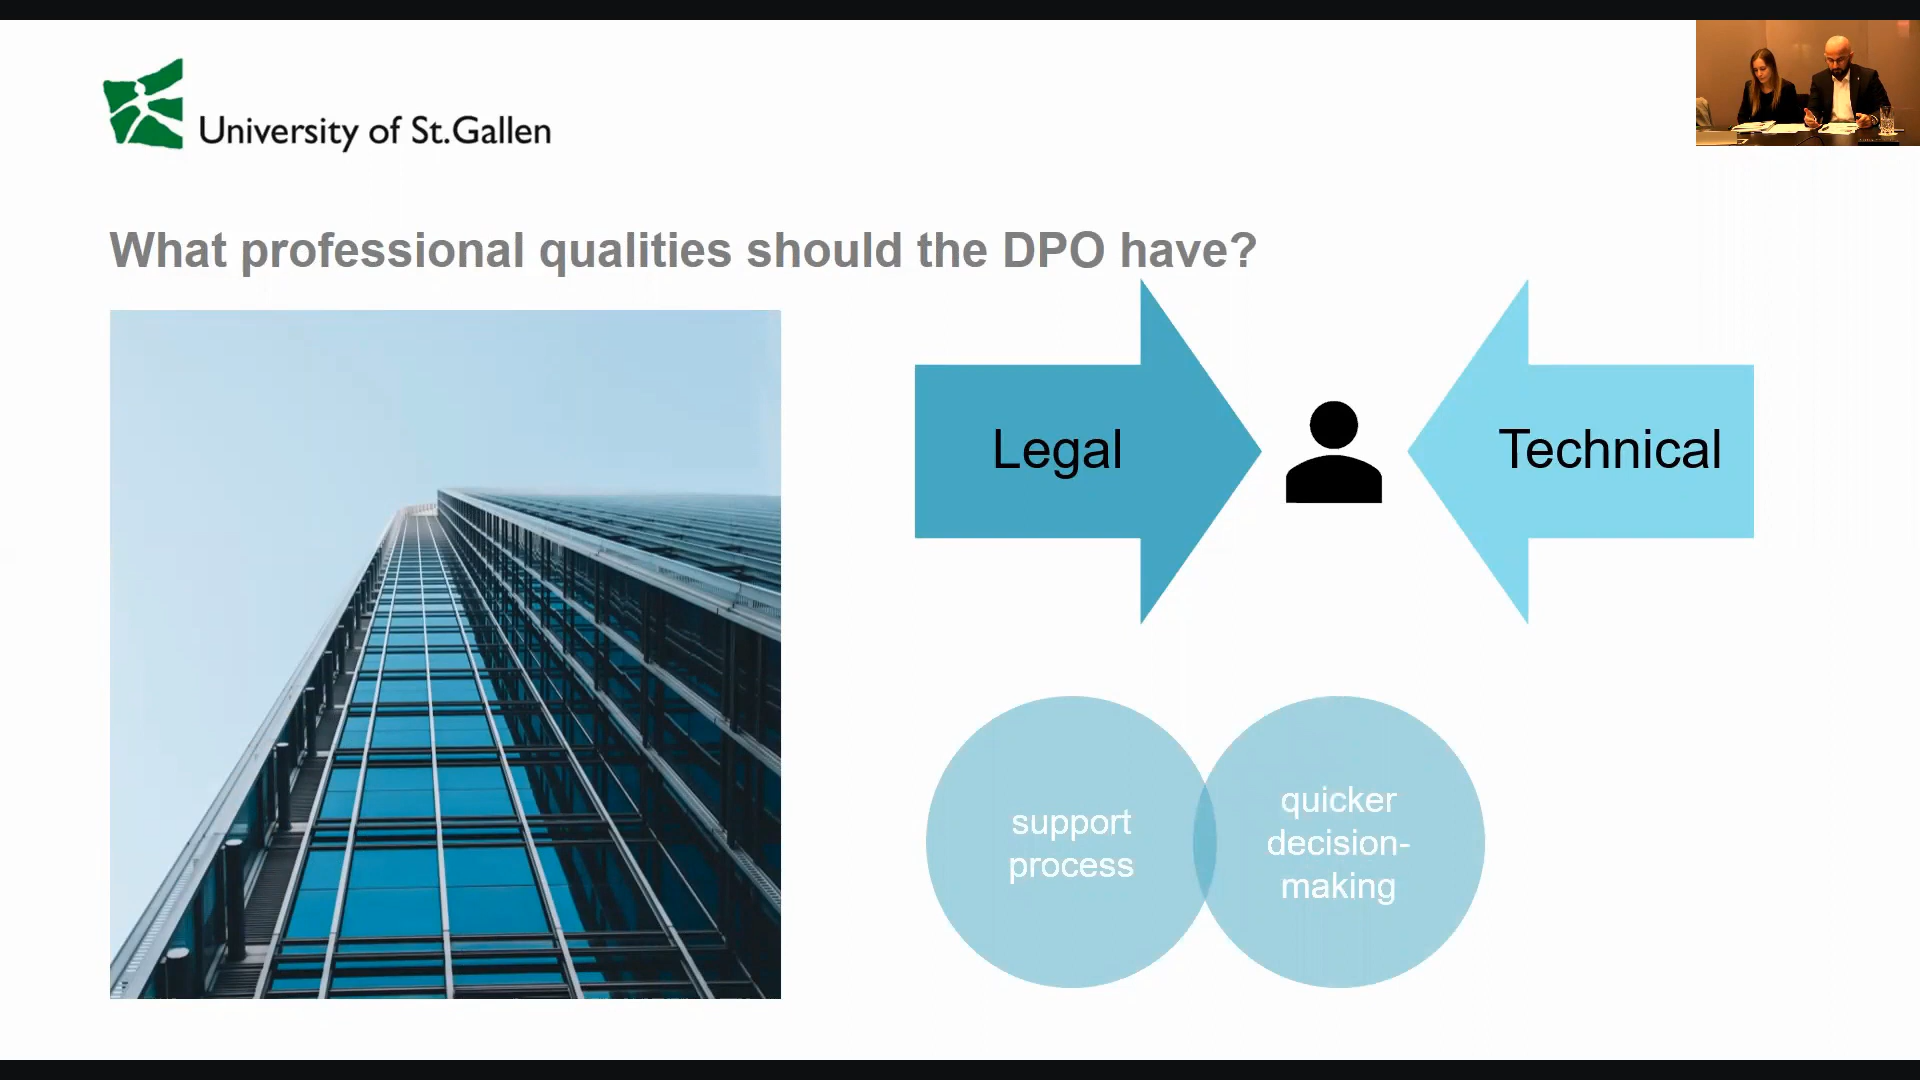 University of St.Gallen
What professional qualities should the DPO have?
Legal
Technical
support
process
quicker
decision-
making